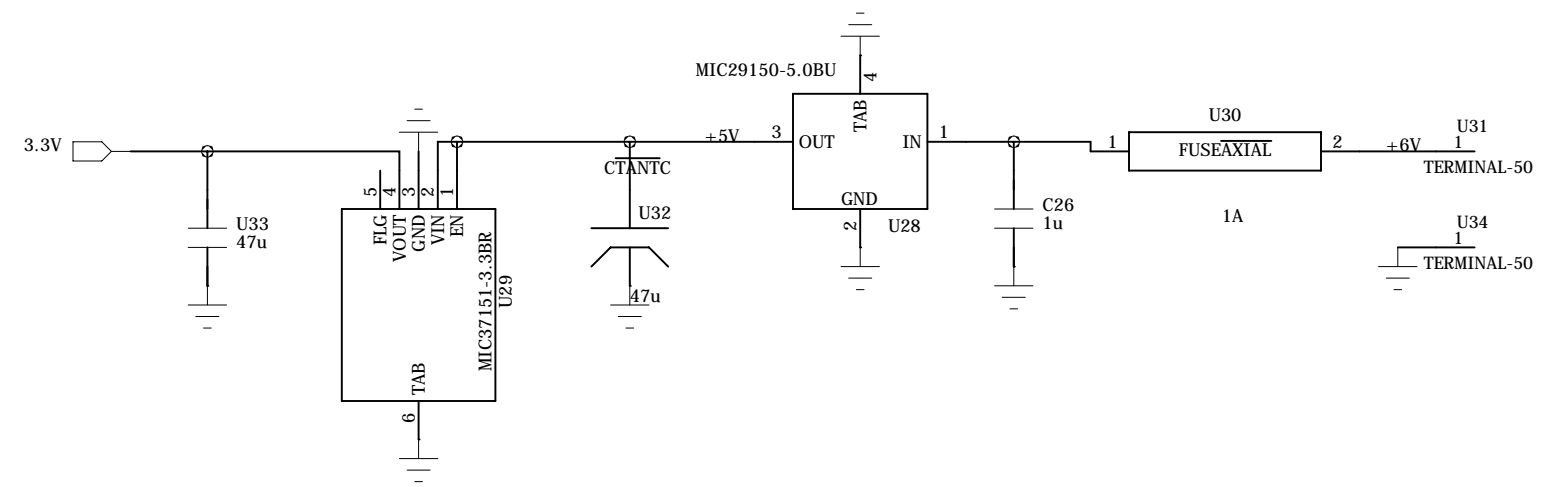 MIC29150-5.0BU
4
TAB
U30
3.3V
+5V
3
OUT
IN
1
1
FUSEAXIAL
2
+6V
U31
1
TERMINAL-50
CTANTC
5
4
3
2
1
U33
47u
FLG
VOUT
GND
VIN
EN
MIC37151-3.3BR
U29
U32
47u
GND
2
U28
C26
1u
1A
U34
1
TERMINAL-50
TAB
6